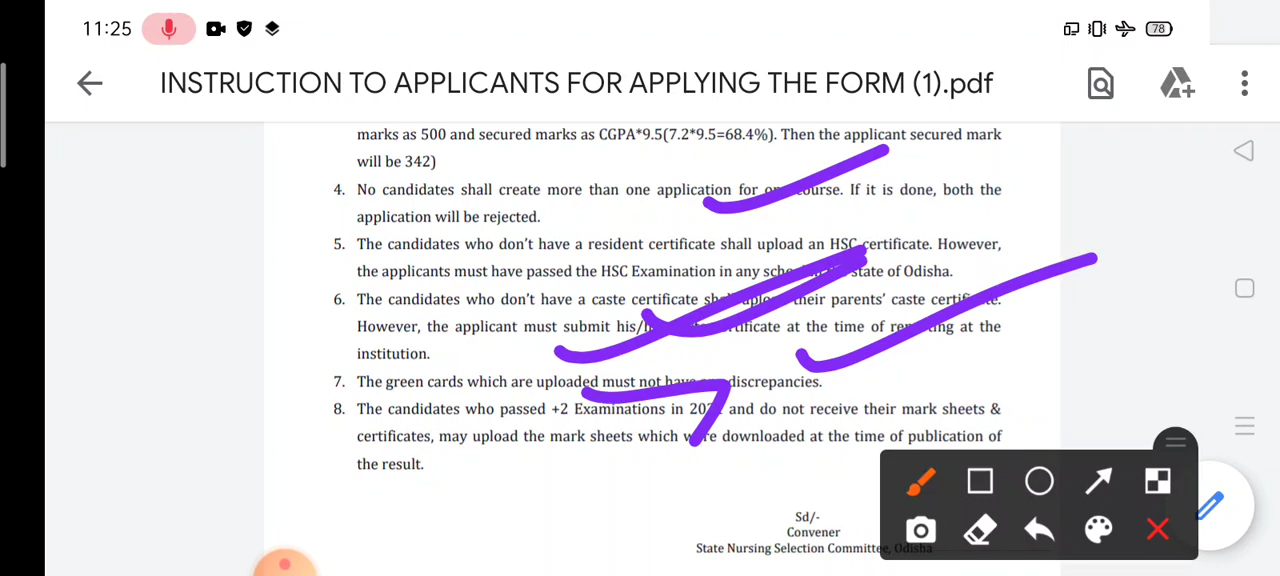 11:25
78
INSTRUCTION TO APPLICANTS FOR APPLYING THE FORM (1).pdf
marks as 500 and secured marks as CGPA*9.5(7.2*9.5=68.4%). Then the applicant secured mark
will be 342)
4. No candidates shall create more than one application for one course. If it is done, both the
application will be rejected.
5. The candidates who don't have a resident certificate shall upload an HSC certificate. However,
the applicants must have passed the HSC Examination in any state of Odisha.
6. The candidates who don't have a caste certificate shall upload their parents' caste certificate.
However, the applicant must submit his/ certificate at the time of reporting at the
institution.
7. The green cards which are uploaded must not have any discrepancies.
8. The candidates who passed +2 Examinations in and do not receive their mark sheets &
certificates, may upload the mark sheets which were downloaded at the time of publication of
the result.
Sd/-
Convener
State Nursing Selection Committee, Odisha